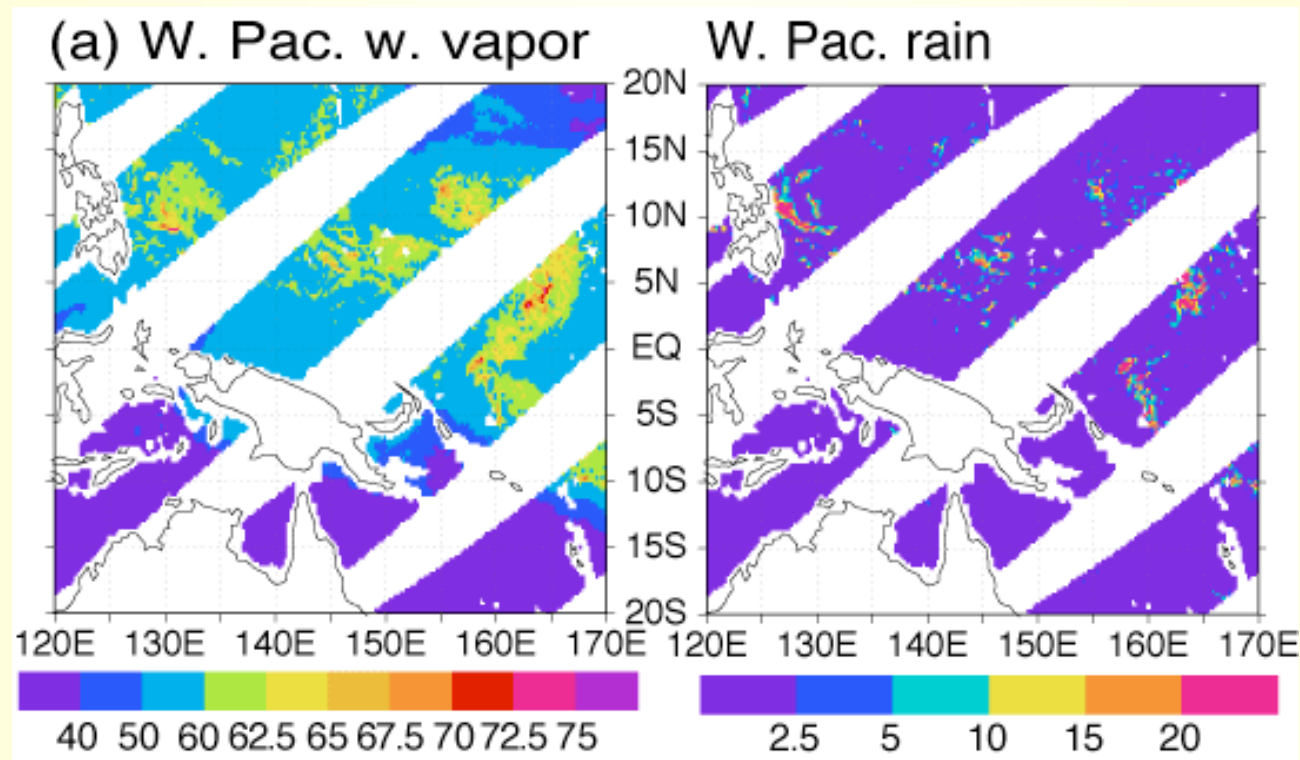 (a) W. Pac. w. vapor
W. Pac. rain
20N
15N
10N
5N
EQ
5S
10S
15S
20S
120E 130E 140E 150E 160E 170E
120E 130E 140E 150E 160E 170E
40 50 60 62.5 65 67.5 70 72.5 75
2.5 5 10 15 20